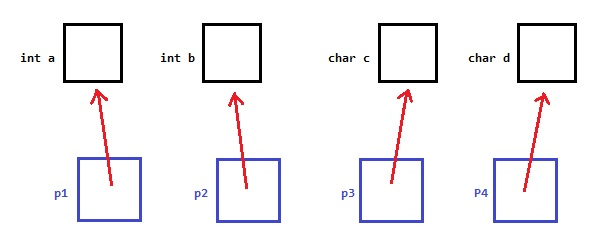 int a
int b
char c
char d
p1
p2
p3
P4